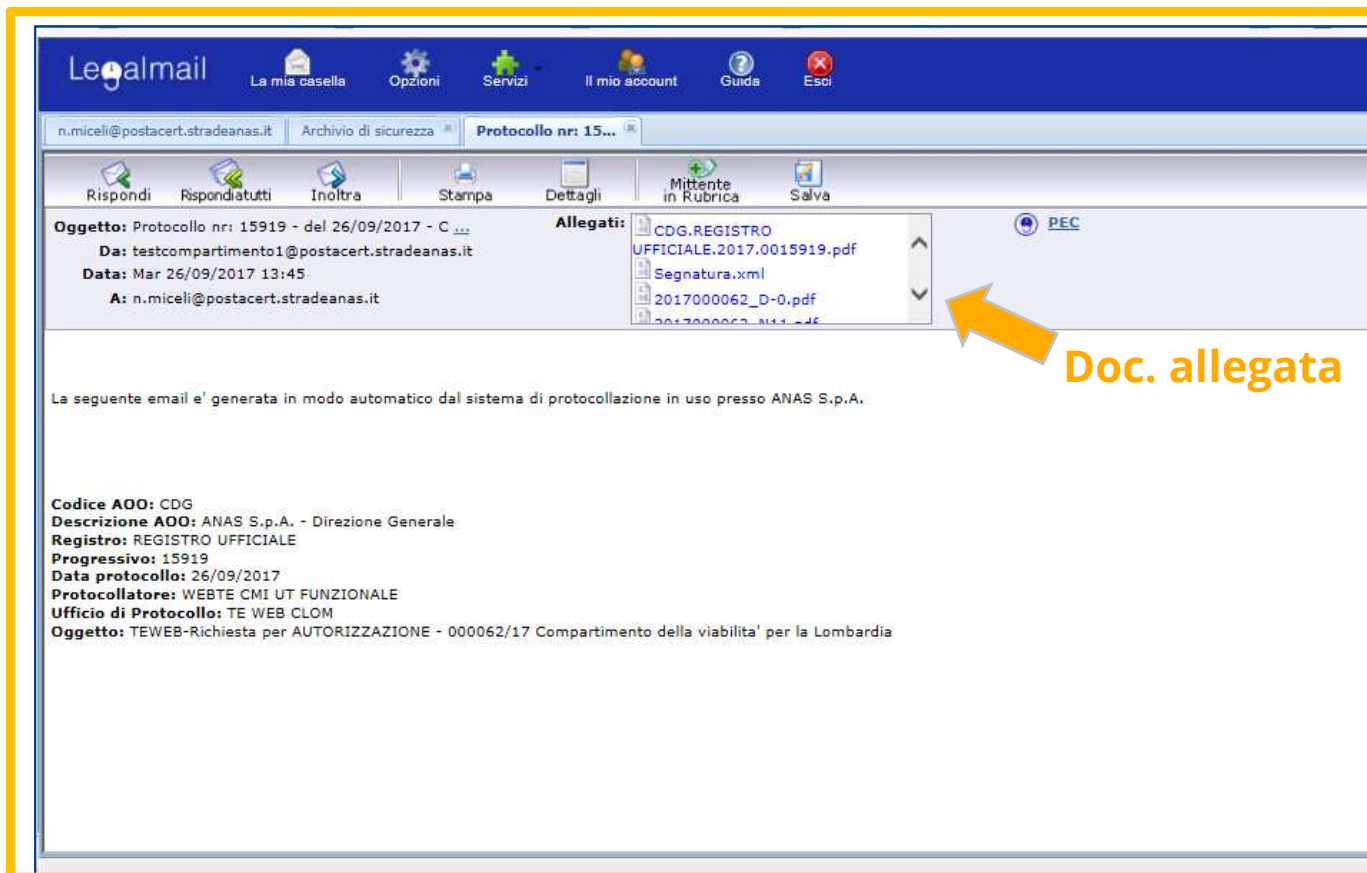 Legalmail
La mia casella
Opzioni
Servizi
Il mio account
Guida
Esci
n.miceli@postacert.stradeanas.it
Archivio di sicurezza
Protocollo nr: 15...
Rispondi
Rispondiatutti
Inoltra
Stampa
Dettagli
Mittente
in Rubrica
Salva
Oggetto: Protocollo nr: 15919 - del 26/09/2017 - C ...
Da: testcompartimento1@postacert.stradeanas.it
Data: Mar 26/09/2017 13:45
A: n.miceli@postacert.stradeanas.it
Allegati:
CDG.REGISTRO
UFFICIALE.2017.0015919.pdf
Segnatura.xml
2017000062_D-0.pdf
2017000062_N11.pdf
PEC
Doc. allegata
La seguente email e' generata in modo automatico dal sistema di protocollazione in uso presso ANAS S.p.A.
Codice AOO: CDG
Descrizione AOO: ANAS S.p.A. - Direzione Generale
Registro: REGISTRO UFFICIALE
Progressivo: 15919
Data protocollo: 26/09/2017
Protocollatore: WEBTE CMI UT FUNZIONALE
Ufficio di Protocollo: TE WEB CLOM
Oggetto: TEWEB-Richiesta per AUTORIZZAZIONE - 000062/17 Compartimento della viabilita' per la Lombardia